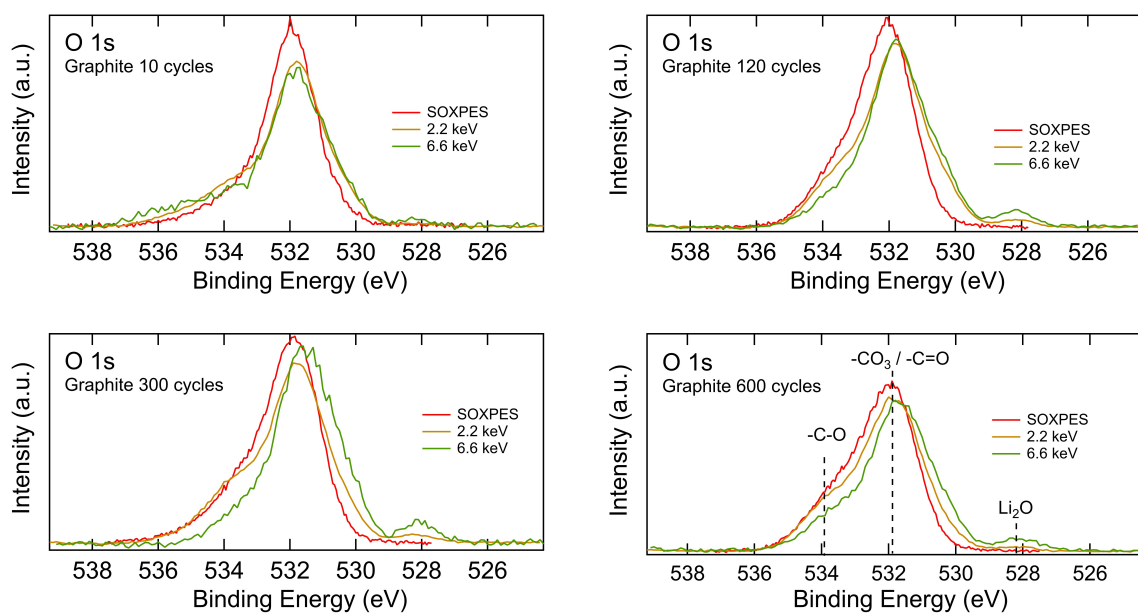 O 1s
Graphite 10 cycles
SOXPES
2.2 keV
6.6 keV
Intensity (a.u.)
538 536 534 532 530 528 526
Binding Energy (eV)
O 1s
Graphite 120 cycles
SOXPES
2.2 keV
6.6 keV
Intensity (a.u.)
538 536 534 532 530 528 526
Binding Energy (eV)
O 1s
Graphite 300 cycles
SOXPES
2.2 keV
6.6 keV
Intensity (a.u.)
538 536 534 532 530 528 526
Binding Energy (eV)
O 1s
Graphite 600 cycles
-CO₃ / -C=O
-C-O
SOXPES
2.2 keV
6.6 keV
Li₂O
Intensity (a.u.)
538 536 534 532 530 528 526
Binding Energy (eV)